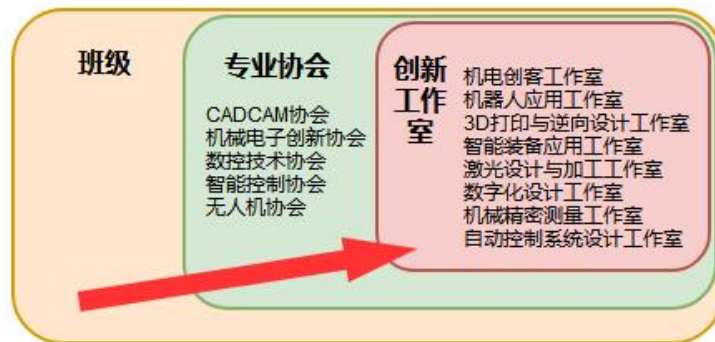 班级
专业协会
CADCAM协会
机械电子创新协会
数控技术协会
智能控制协会
无人机协会
创新
工作
室
机电创客工作室
机器人应用工作室
3D打印与逆向设计工作室
智能装备应用工作室
激光设计与加工工作室
数字化设计工作室
机械精密测量工作室
自动控制系统设计工作室